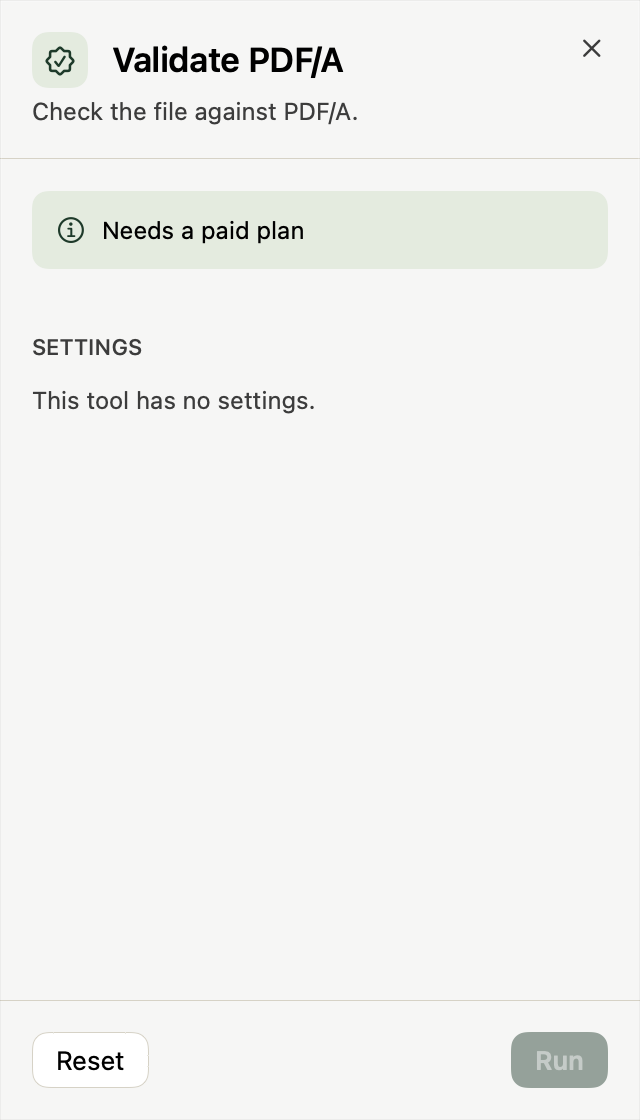 Validate PDF/A
Check the file against PDF/A.
Needs a paid plan
SETTINGS
This tool has no settings.
Reset
Run